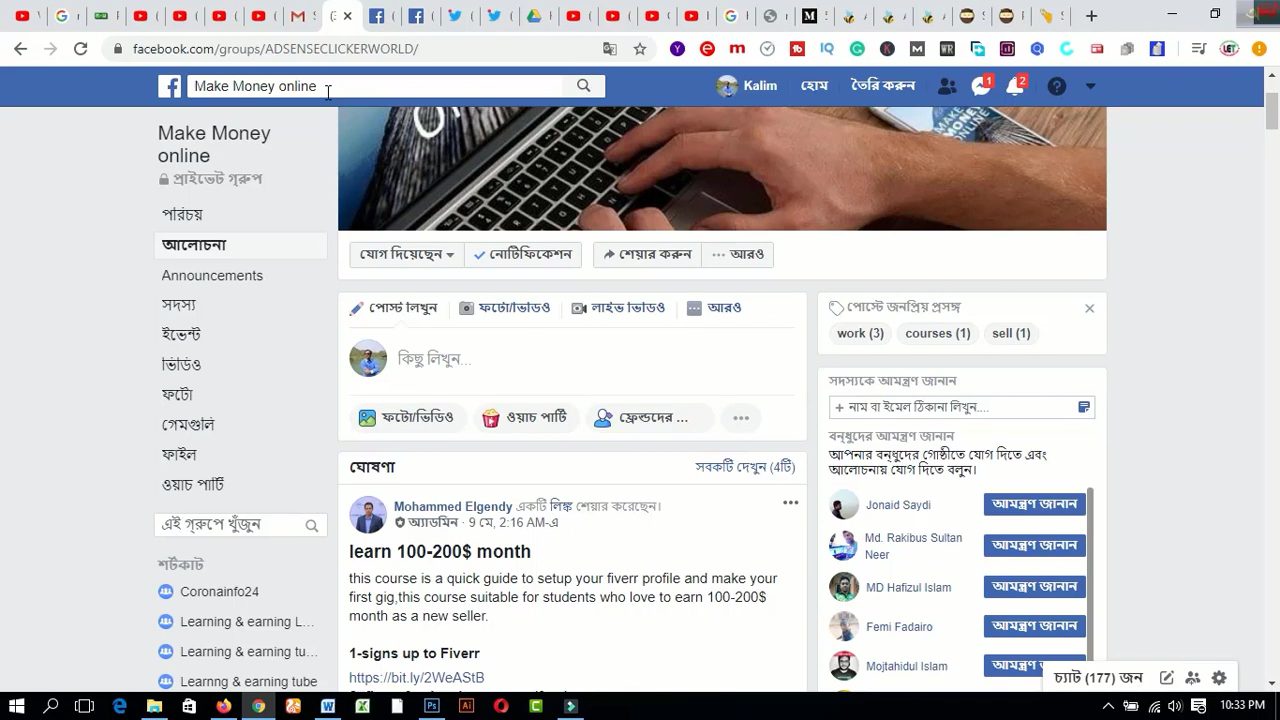 facebook.com/groups/ADSENSECLICKERWORLD/
Make Money online
Kalim
হোম
তৈরি করুন
1
2
Make Money
online
প্রাইভেট গ্রুপ
পরিচয়
আলোচনা
Announcements
সদস্য
ইভেন্ট
ভিডিও
ফটো
গেমগুলি
ফাইল
ওয়াচ পার্টি
এই গ্রুপে খুঁজুন
শর্টকাট
Coronainfo24
Learning & earning L...
Learning & earning tu...
Learnng & earning tube
MAKE
MONEY
ONLINE
যোগ দিয়েছেন
নোটিফিকেশন
শেয়ার করুন
আরও
পোস্ট লিখুন
ফটো/ভিডিও
লাইভ ভিডিও
আরও
কিছু লিখুন...
ফটো/ভিডিও
ওয়াচ পার্টি
ফ্রেন্ডদের ...
ঘোষণা
সবকটি দেখুন (4টি)
Mohammed Elgendy একটি লিঙ্ক শেয়ার করেছেন।
অ্যাডমিন · 9 মে, 2:16 AM-এ
learn 100-200$ month
this course is a quick guide to setup your fiverr profile and make your
first gig,this course suitable for students who love to earn 100-200$
month as a new seller.
1-signs up to Fiverr
https://bit.ly/2WeAStB
পোস্টে জনপ্রিয় প্রসঙ্গ
work (3)
courses (1)
sell (1)
সদস্যকে আমন্ত্রণ জানান
+ নাম বা ইমেল ঠিকানা লিখুন....
বন্ধুদের আমন্ত্রণ জানান
আপনার বন্ধুদের গোষ্ঠীতে যোগ দিতে এবং
আলোচনায় যোগ দিতে বলুন।
Jonaid Saydi
আমন্ত্রণ জানান
Md. Rakibus Sultan
Neer
আমন্ত্রণ জানান
MD Hafizul Islam
আমন্ত্রণ জানান
Femi Fadairo
আমন্ত্রণ জানান
Mojtahidul Islam
আমন্ত্রণ জানান
চ্যাট (177) জন
10:33 PM